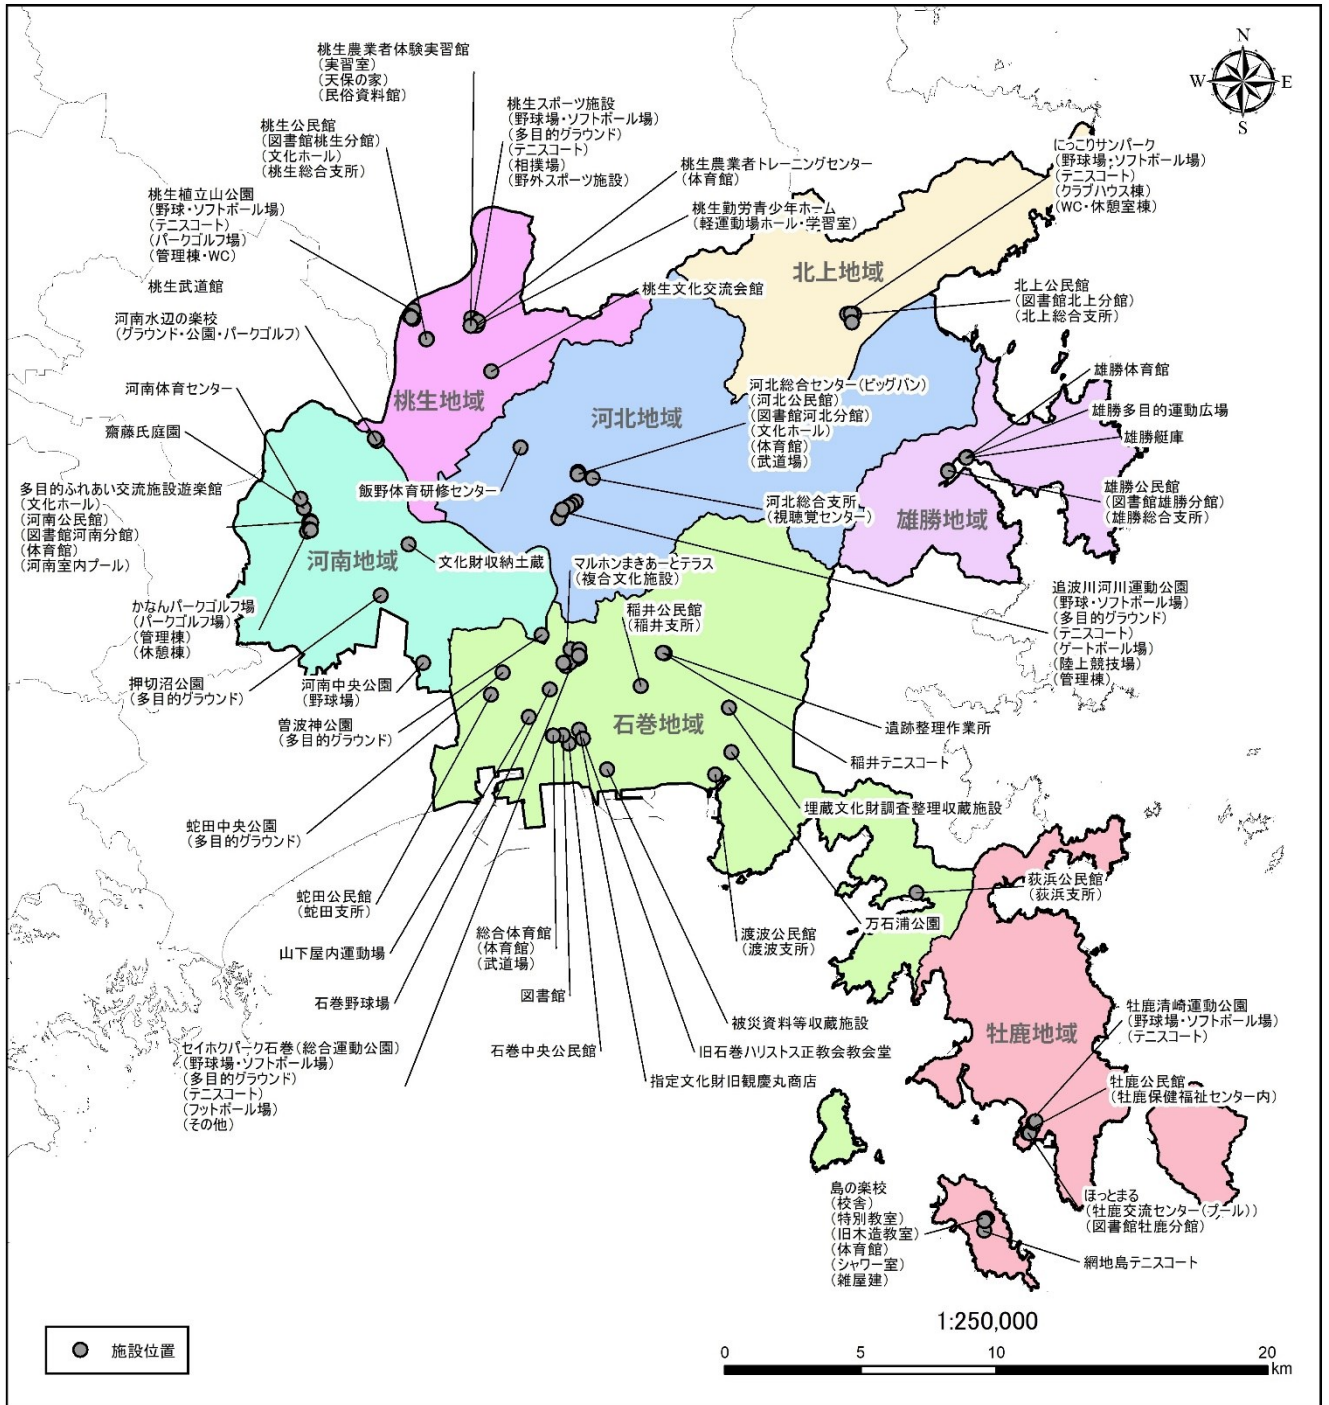 N
W
E
S
桃生農業者体験実習館
(実習室)
(天保の家)
(民俗資料館)
桃生スポーツ施設
(野球場・ソフトボール場)
(多目的グラウンド)
(テニスコート)
(相撲場)
(野外スポーツ施設)
桃生公民館
(図書館桃生分館)
(文化ホール)
(桃生総合支所)
桃生農業者トレーニングセンター
(体育館)
にっこりサンパーク
(野球場・ソフトボール場)
(テニスコート)
(クラブハウス棟)
(WC・休憩室棟)
桃生植立山公園
(野球・ソフトボール場)
(テニスコート)
(パークゴルフ場)
(管理棟・WC)
桃生勤労青少年ホーム
(軽運動場ホール・学習室)
桃生武道館
桃生文化交流会館
北上地域
北上公民館
(図書館北上分館)
(北上総合支所)
河南水辺の楽校
(グラウンド・公園・パークゴルフ)
河南体育センター
桃生地域
河北地域
河北総合センター(ビッグバン)
(河北公民館)
(図書館河北分館)
(文化ホール)
(体育館)
(武道場)
雄勝体育館
雄勝多目的運動広場
雄勝艇庫
齋藤氏庭園
多目的ふれあい交流施設遊楽館
(文化ホール)
(河南公民館)
(図書館河南分館)
(体育館)
(河南室内プール)
飯野体育研修センター
河北総合支所
(視聴覚センター)
雄勝公民館
(図書館雄勝分館)
(雄勝総合支所)
雄勝地域
河南地域
文化財収納土蔵
マルホンまきあーとテラス
(複合文化施設)
追波川河川運動公園
(野球・ソフトボール場)
(多目的グラウンド)
(テニスコート)
(ゲートボール場)
(陸上競技場)
(管理棟)
かなんパークゴルフ場
(パークゴルフ場)
(管理棟)
(休憩棟)
稲井公民館
(稲井支所)
押切沼公園
(多目的グラウンド)
河南中央公園
(野球場)
曽波神公園
(多目的グラウンド)
石巻地域
遺跡整理作業所
稲井テニスコート
蛇田中央公園
(多目的グラウンド)
埋蔵文化財調査整理収蔵施設
蛇田公民館
(蛇田支所)
荻浜公民館
(荻浜支所)
万石浦公園
渡波公民館
(渡波支所)
総合体育館
(体育館)
(武道場)
山下屋内運動場
図書館
石巻野球場
被災資料等収蔵施設
牡鹿地域
牡鹿清崎運動公園
(野球場・ソフトボール場)
(テニスコート)
セイホクパーク石巻(総合運動公園)
(野球場・ソフトボール場)
(多目的グラウンド)
(テニスコート)
(フットボール場)
(その他)
石巻中央公民館
旧石巻ハリストス正教会教会堂
指定文化財旧観慶丸商店
牡鹿公民館
(牡鹿保健福祉センター内)
島の楽校
(校舎)
(特別教室)
(旧木造教室)
(体育館)
(シャワー室)
(雑屋建)
ほっとまる
(牡鹿交流センター(プール))
(図書館牡鹿分館)
網地島テニスコート
施設位置
1:250,000
0 5 10 20
km